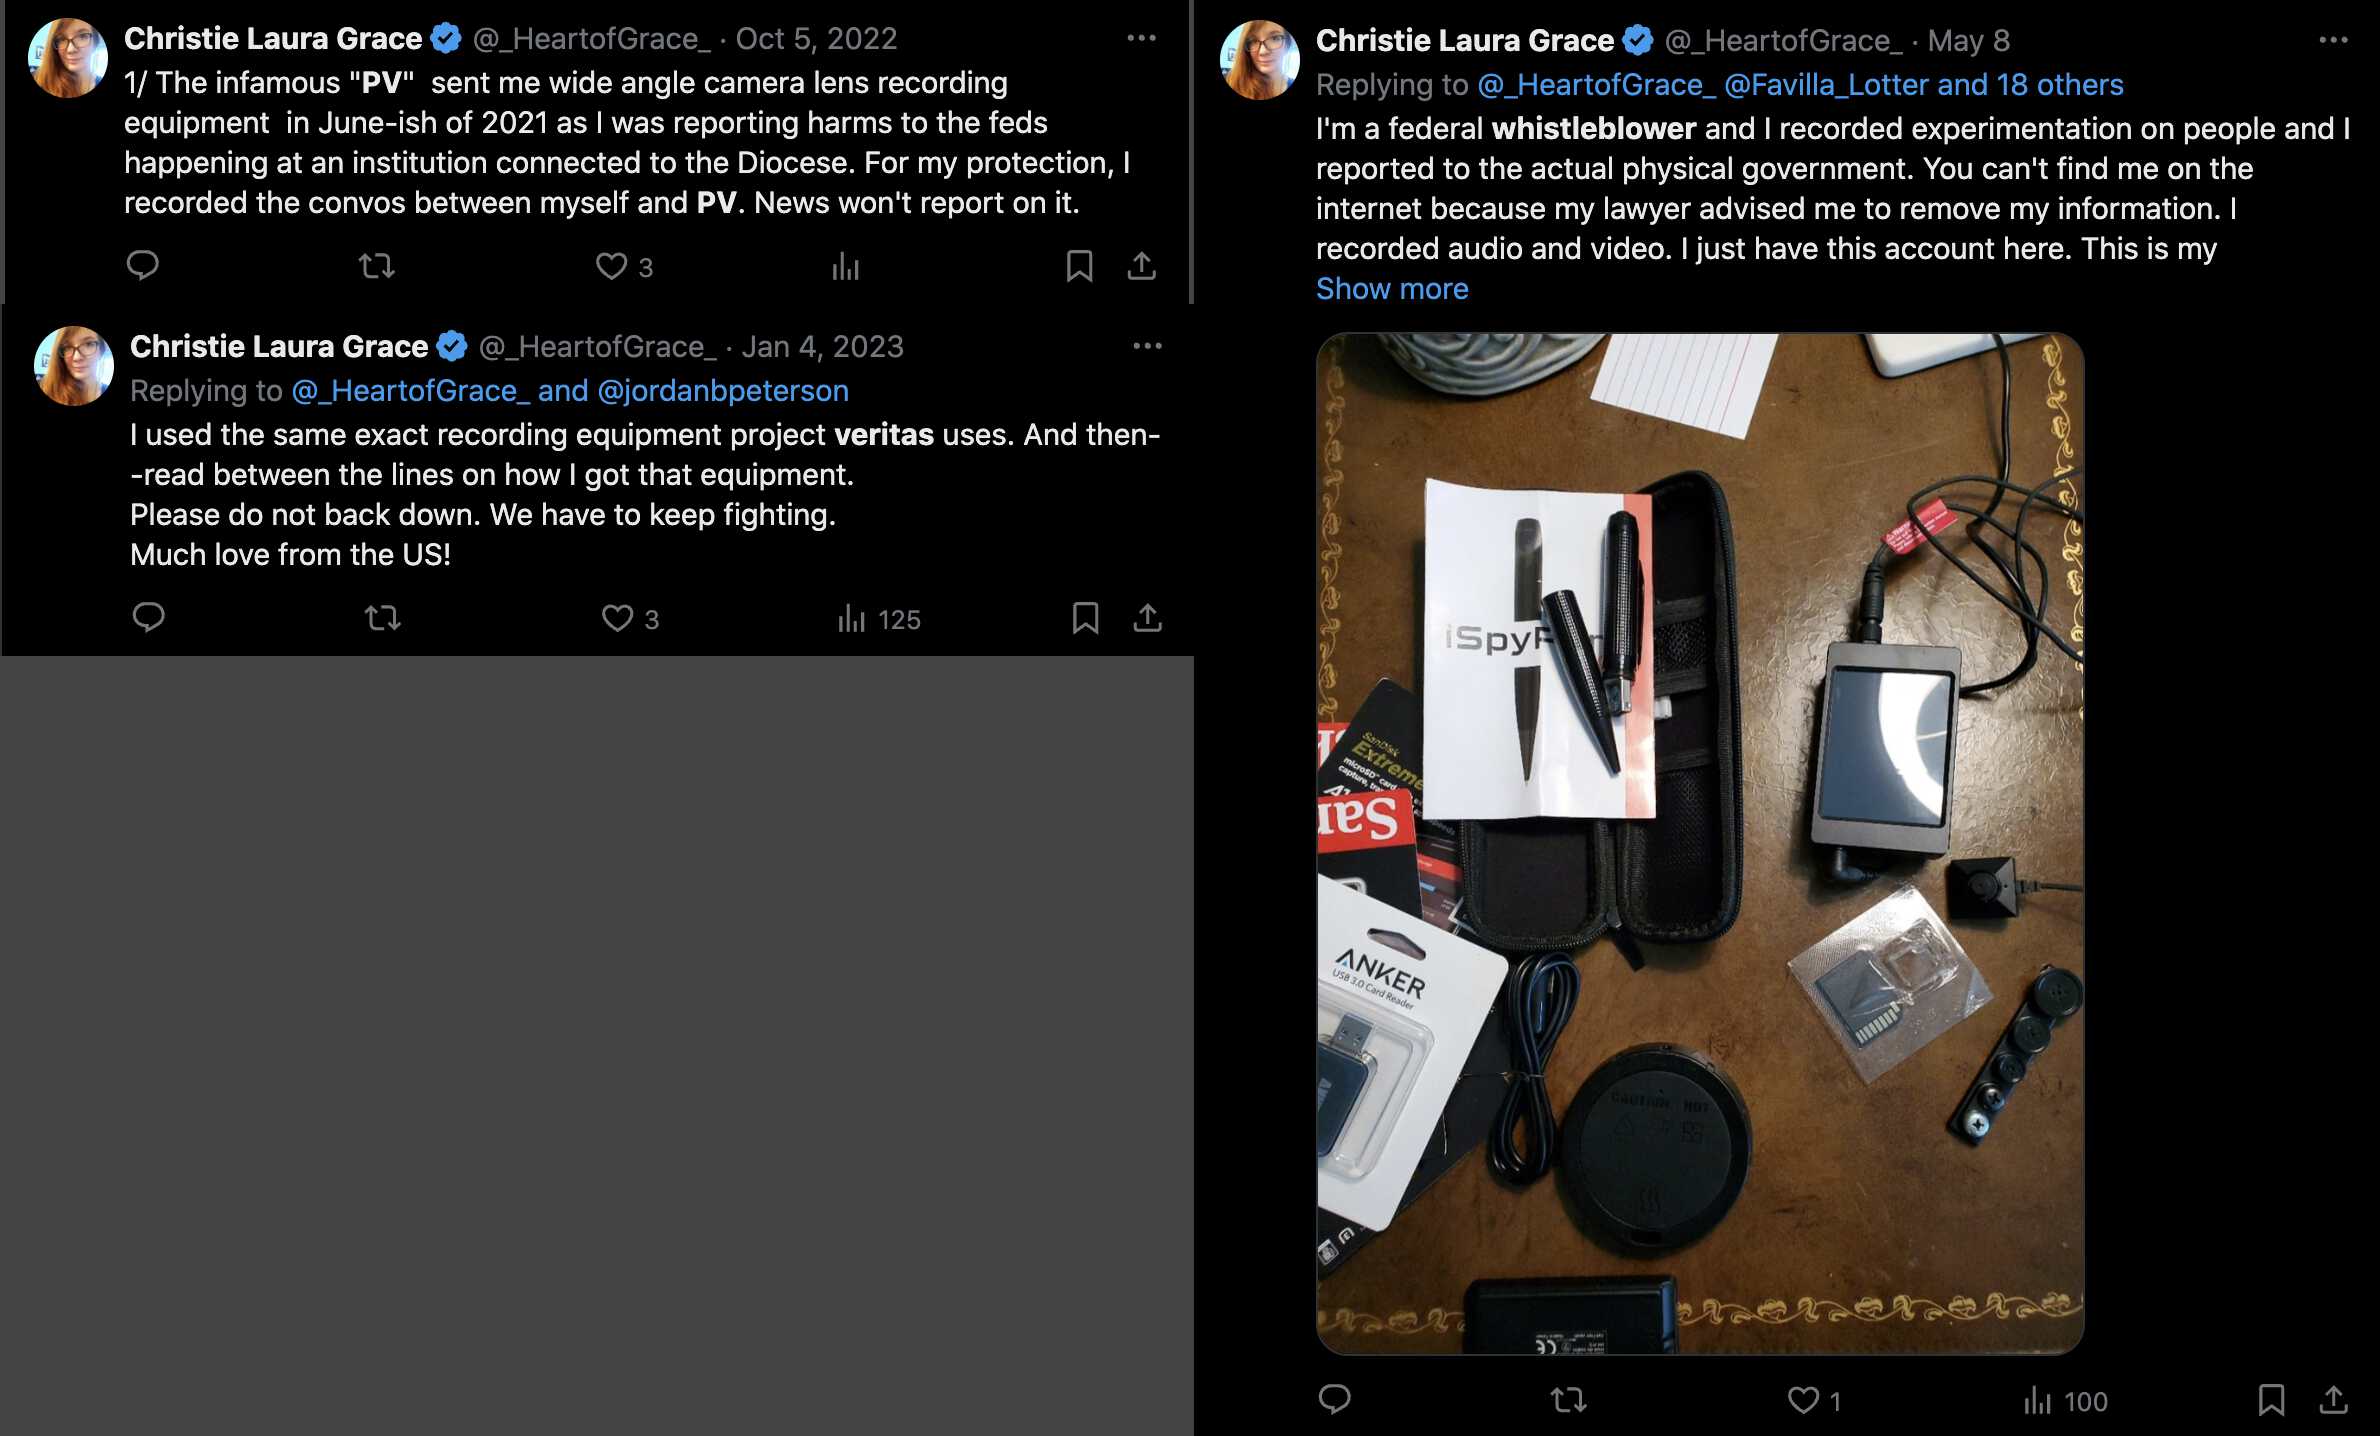 Christie Laura Grace @_HeartofGrace_ · Oct 5, 2022
1/ The infamous "PV"  sent me wide angle camera lens recording
equipment  in June-ish of 2021 as I was reporting harms to the feds
happening at an institution connected to the Diocese. For my protection, I
recorded the convos between myself and PV. News won't report on it.
3
Christie Laura Grace @_HeartofGrace_ · Jan 4, 2023
Replying to @_HeartofGrace_ and @jordanbpeterson
I used the same exact recording equipment project veritas uses. And then-
-read between the lines on how I got that equipment.
Please do not back down. We have to keep fighting.
Much love from the US!
3 125
Christie Laura Grace @_HeartofGrace_ · May 8
Replying to @_HeartofGrace_ @Favilla_Lotter and 18 others
I'm a federal whistleblower and I recorded experimentation on people and I
reported to the actual physical government. You can't find me on the
internet because my lawyer advised me to remove my information. I
recorded audio and video. I just have this account here. This is my
Show more
SanDisk
Extreme
microSD card
ANKER
USB 3.0 Card Reader
CAUTION HOT
CE
1 100